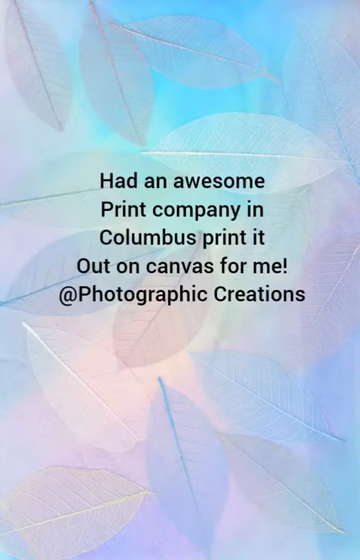 Had an awesome
Print company in
Columbus print it
Out on canvas for me!
@Photographic Creations